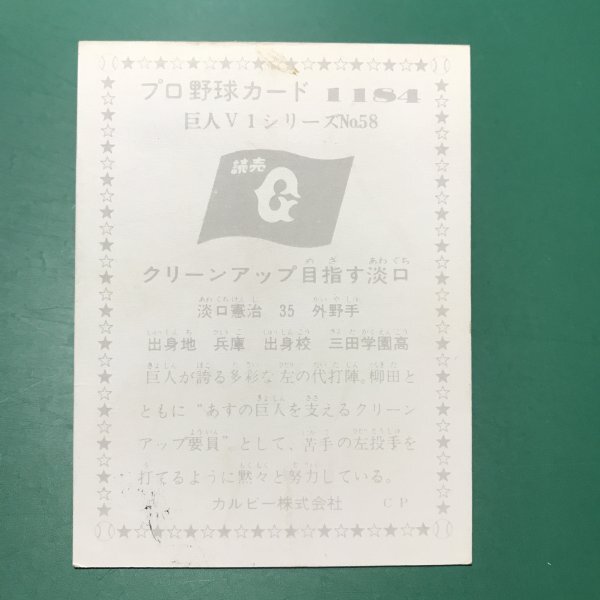 プロ野球カード 1184
巨人V1シリーズNo.58
読売
G
クリーンアップ目指す淡口
淡口憲治 35 外野手
出身地 兵庫 出身校 三田学園高
巨人が誇る多彩な左の代打陣。柳田と
ともに“あすの巨人を支えるクリーン
アップ要員”として、苦手の左投手を
打てるように黙々と努力している。
カルビー株式会社 CP